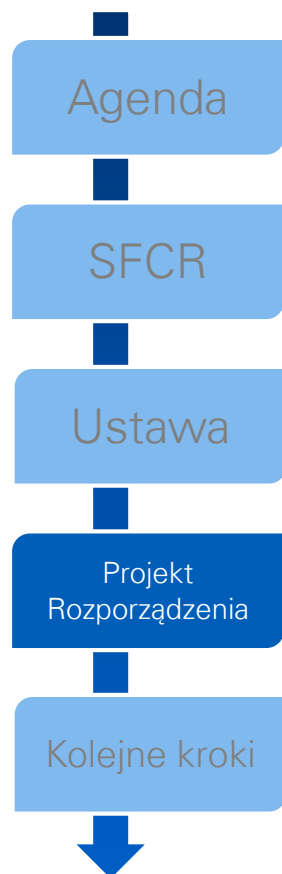 Agenda
SFCR
Ustawa
Projekt
Rozporządzenia
Kolejne kroki